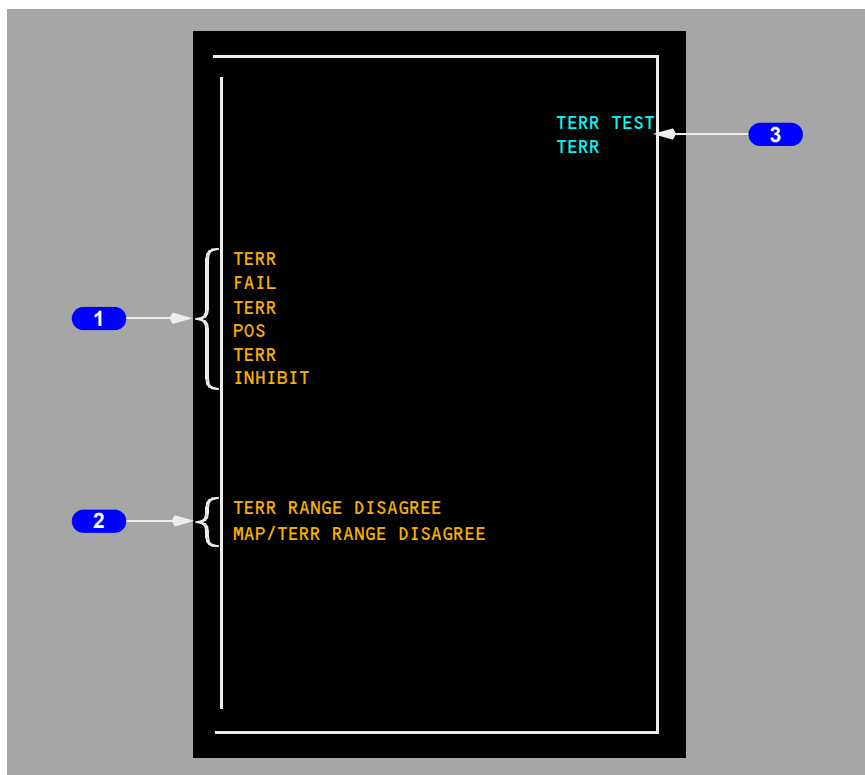 TERR TEST
TERR
3
TERR
FAIL
TERR
POS
TERR
INHIBIT
1
TERR RANGE DISAGREE
MAP/TERR RANGE DISAGREE
2